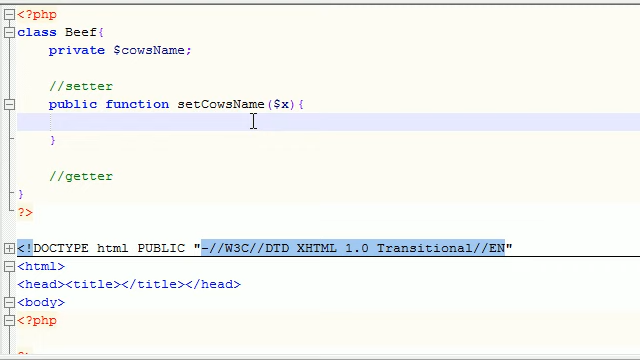 <?php
class Beef{
private $cowsName;
//setter
public function setCowsName($x){
}
//getter
}
?>
<!DOCTYPE html PUBLIC "-//W3C//DTD XHTML 1.0 Transitional//EN"
<html>
<head><title></title></head>
<body>
<?php